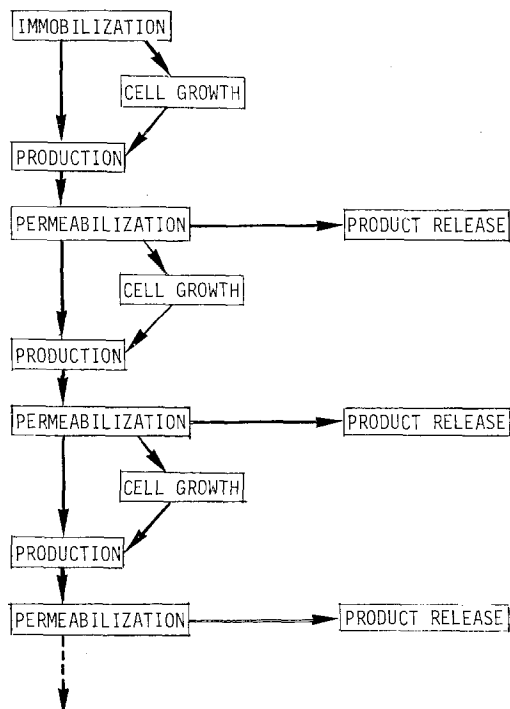 IMMOBILIZATION
CELL GROWTH
PRODUCTION
PERMEABILIZATION
PRODUCT RELEASE
CELL GROWTH
PRODUCTION
PERMEABILIZATION
PRODUCT RELEASE
CELL GROWTH
PRODUCTION
PERMEABILIZATION
PRODUCT RELEASE